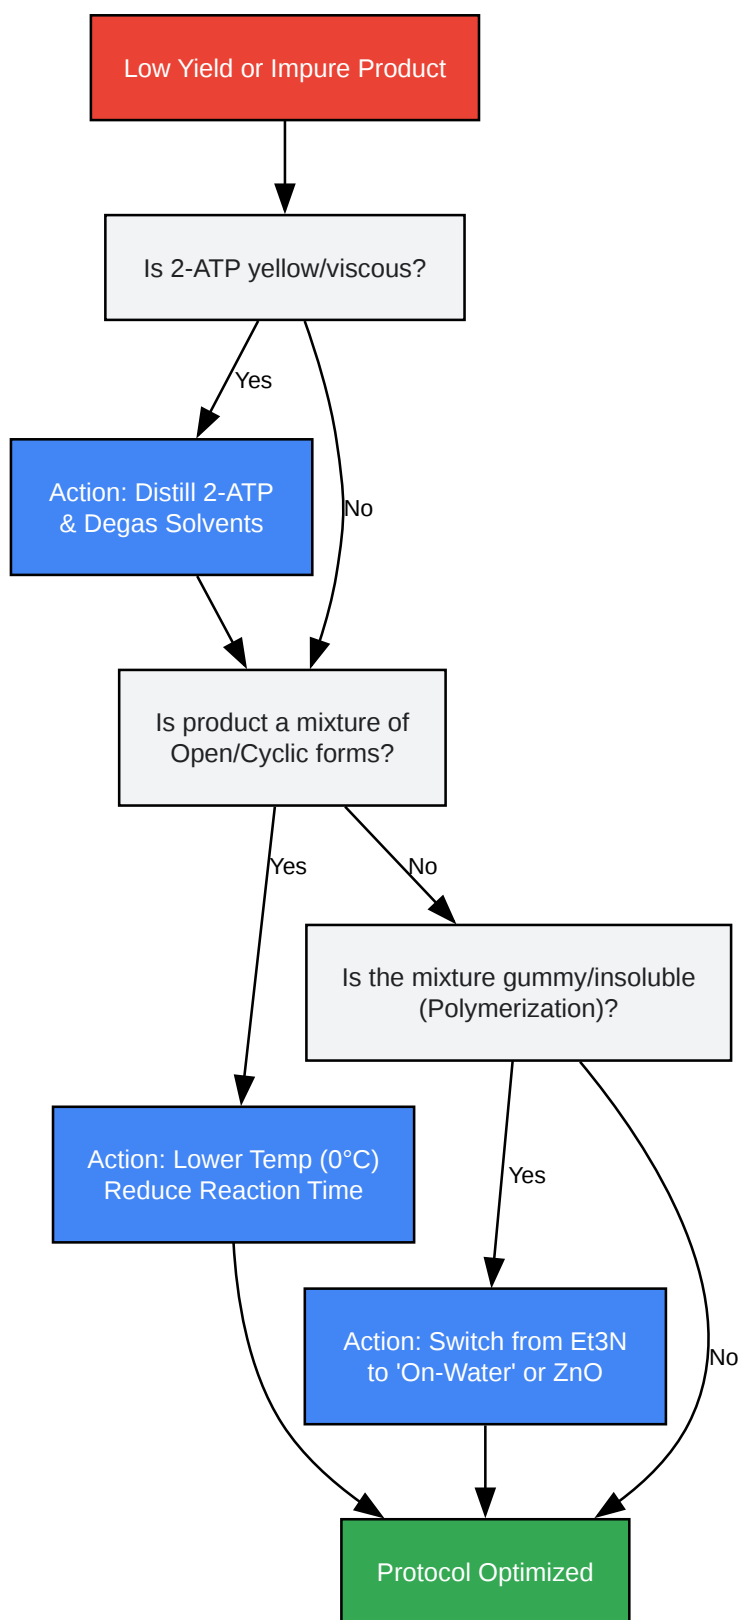 Low Yield or Impure Product
Is 2-ATP yellow/viscous?
Yes
No
Action: Distill 2-ATP
& Degas Solvents
Is product a mixture of
Open/Cyclic forms?
Yes
No
Is the mixture gummy/insoluble
(Polymerization)?
Action: Lower Temp (0°C)
Reduce Reaction Time
Yes
No
Action: Switch from Et3N
to 'On-Water' or ZnO
Protocol Optimized